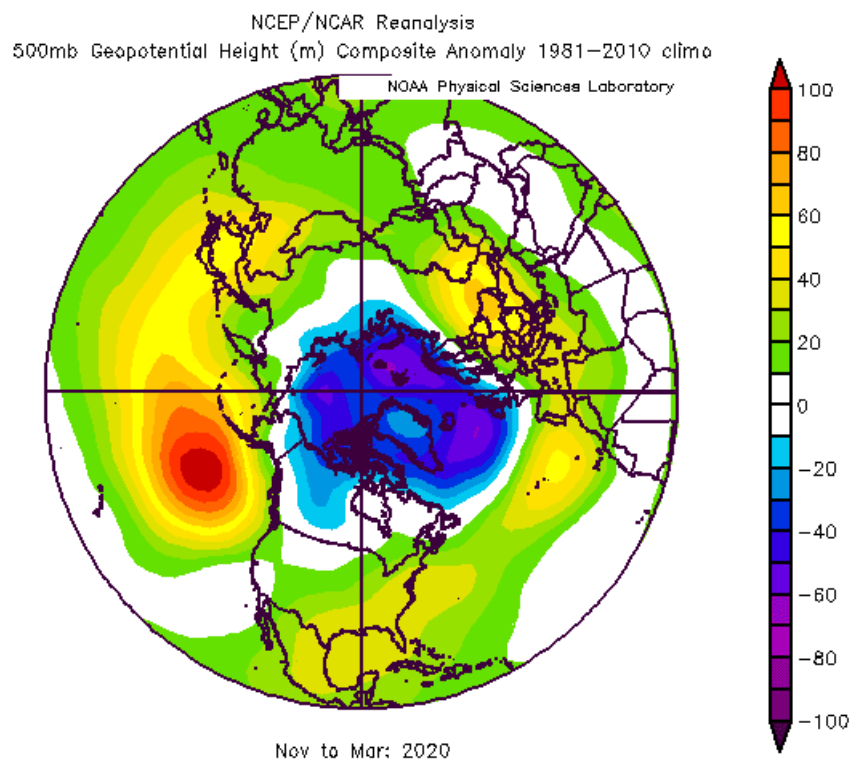 NCEP/NCAR Reanalysis
500mb Geopotential Height (m) Composite Anomaly 1981-2010 clima
NOAA Physical Sciences Laboratory
100
80
60
40
20
0
-20
-40
-60
-80
-100
Nov to Mar: 2020